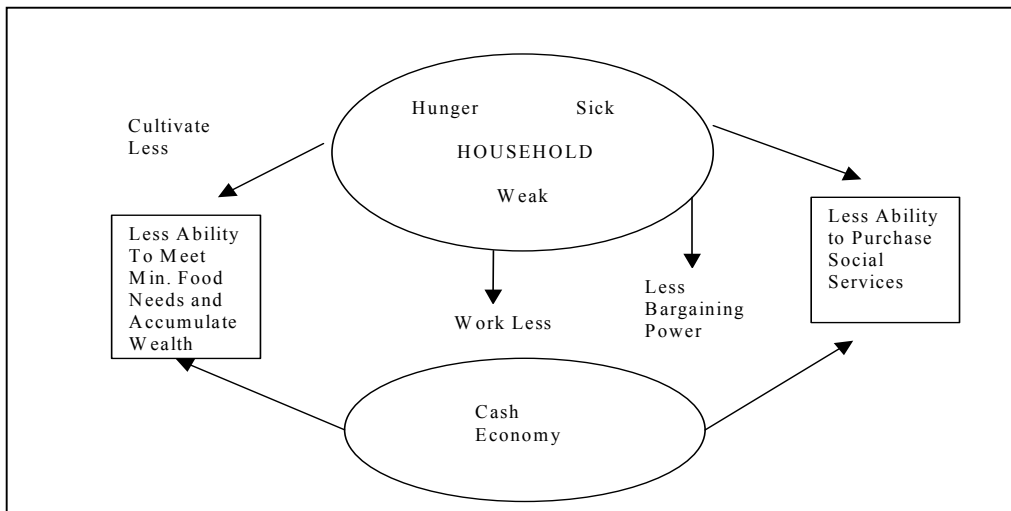 Hunger
Sick
HOUSEHOLD
Weak
Cultivate
Less
Less Ability
To Meet
Min. Food
Needs and
Accumulate
Wealth
Work Less
Less
Bargaining
Power
Less Ability
to Purchase
Social
Services
Cash
Economy